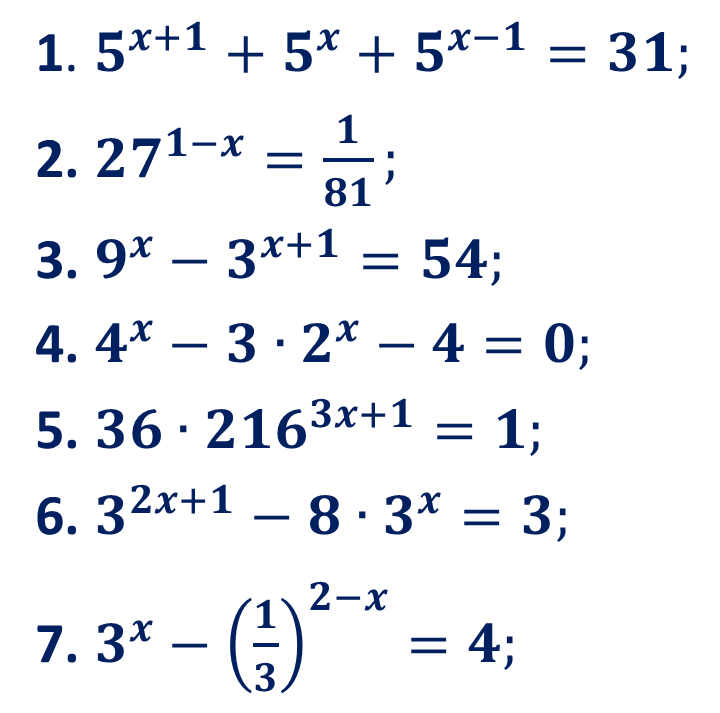 1. 5^{x+1} + 5^x + 5^{x−1} = 31;
2. 27^{1−x} = \frac{1}{81};
3. 9^x − 3^{x+1} = 54;
4. 4^x − 3 · 2^x − 4 = 0;
5. 36 · 216^{3x+1} = 1;
6. 3^{2x+1} − 8 · 3^x = 3;
7. 3^x − (\frac{1}{3})^{2−x} = 4;